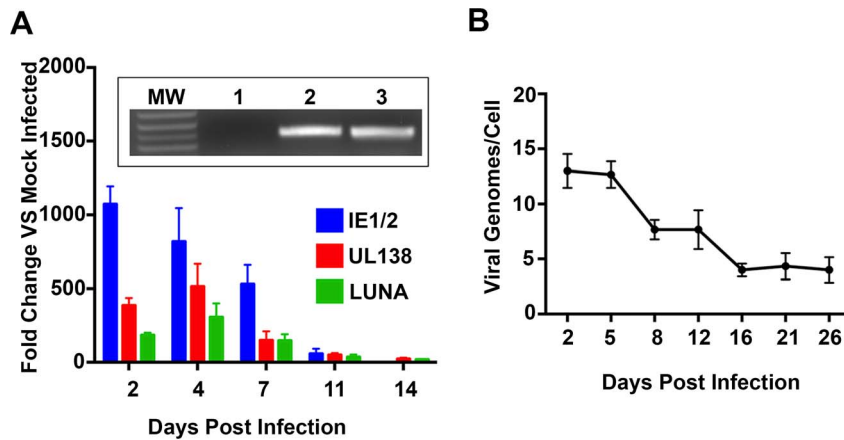 A
Fold Change VS Mock Infected
2000
1500
1000
500
0
MW 1 2 3
IE1/2
UL138
LUNA
2 4 7 11 14
Days Post Infection
B
Viral Genomes/Cell
20
15
10
5
0
2 5 8 12 16 21 26
Days Post Infection